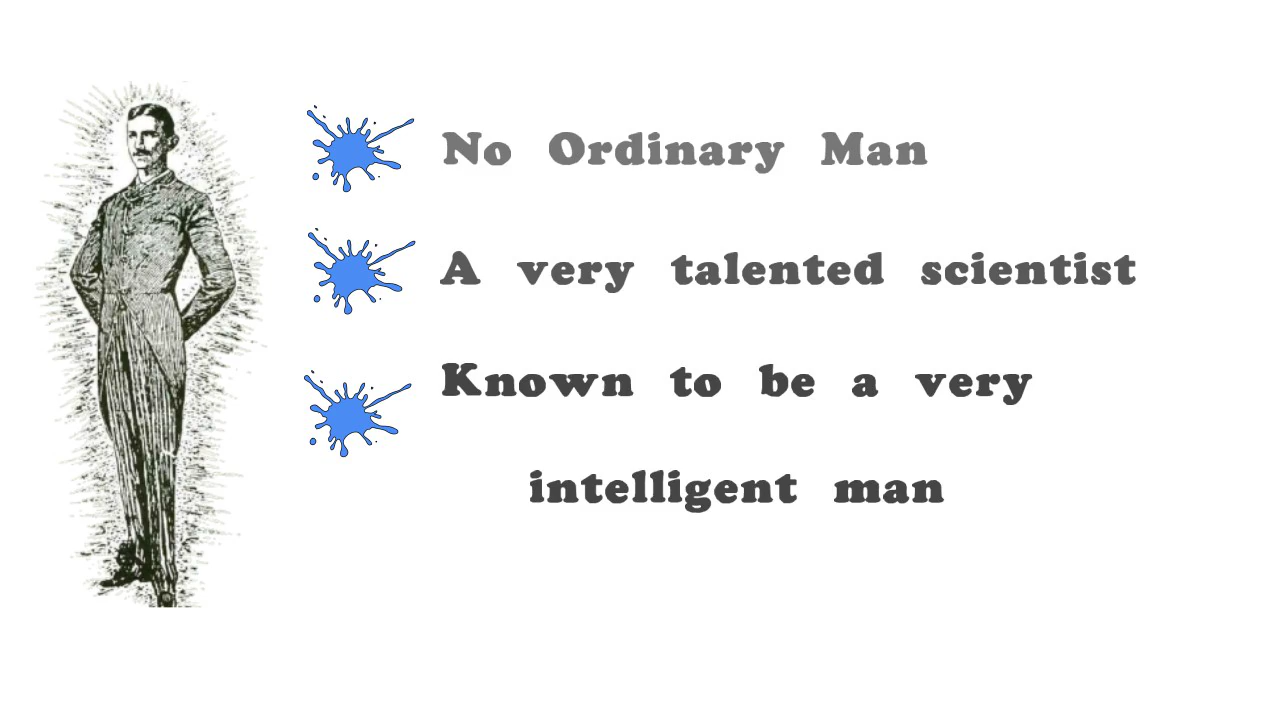 No Ordinary Man
A very talented scientist
Known to be a very
intelligent man